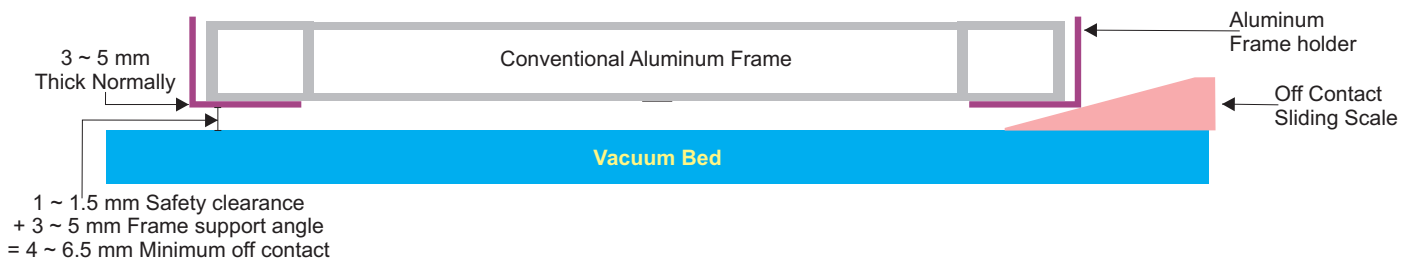 3 ~ 5 mm
Thick Normally
Conventional Aluminum Frame
Aluminum
Frame holder
Off Contact
Sliding Scale
Vacuum Bed
1 ~ 1.5 mm Safety clearance
+ 3 ~ 5 mm Frame support angle
= 4 ~ 6.5 mm Minimum off contact